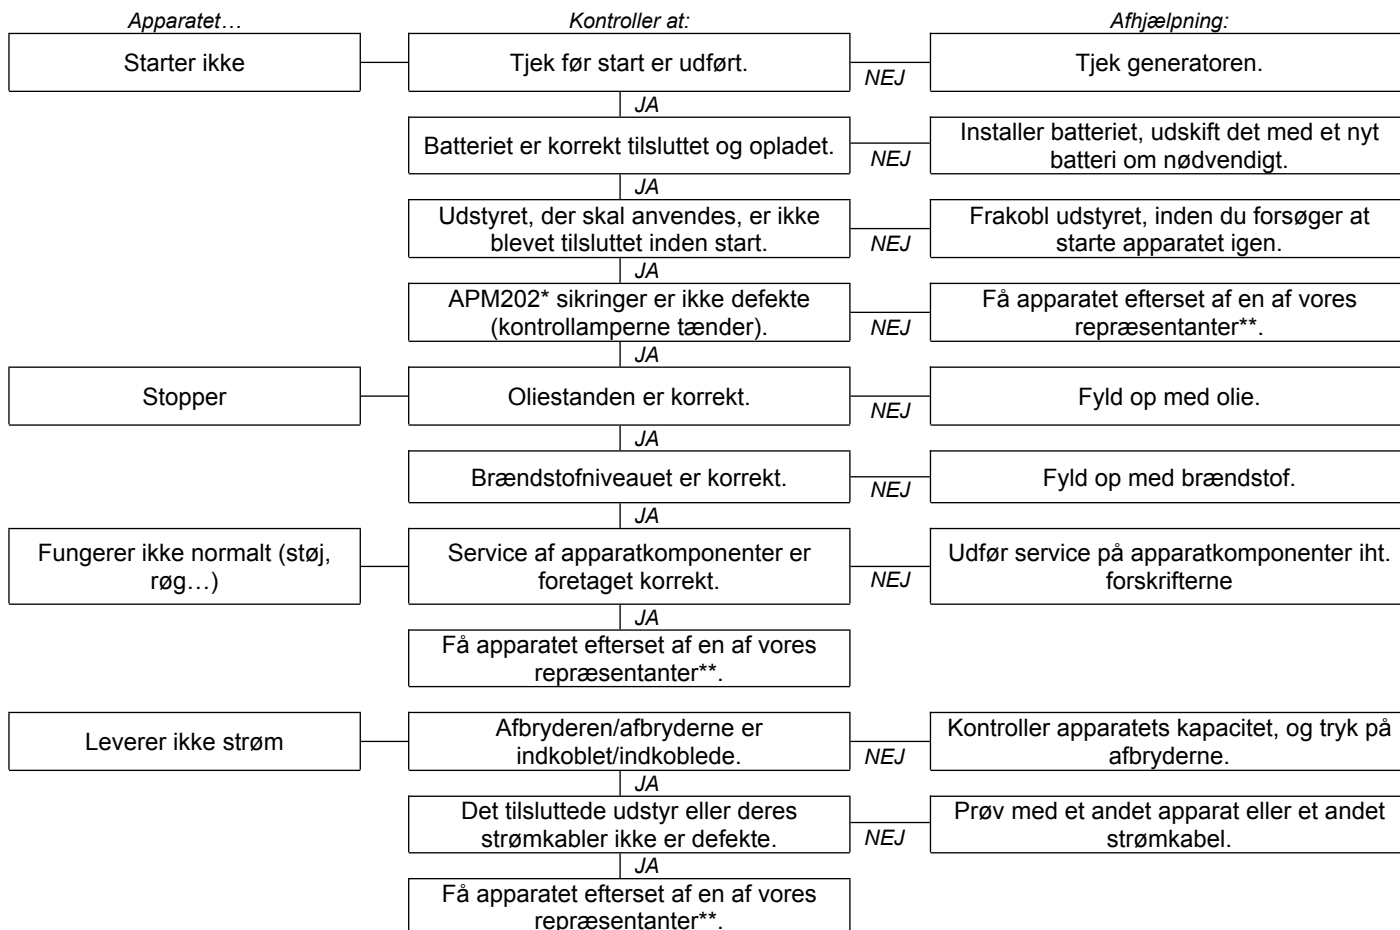 Apparatet…
Kontroller at:
Afhjælpning:
Starter ikke
Tjek før start er udført.
NEJ
Tjek generatoren.
JA
Batteriet er korrekt tilsluttet og opladet.
NEJ
Installer batteriet, udskift det med et nyt
batteri om nødvendigt.
JA
Udstyret, der skal anvendes, er ikke
blevet tilsluttet inden start.
NEJ
Frakobl udstyret, inden du forsøger at
starte apparatet igen.
JA
APM202* sikringer er ikke defekte
(kontrollamperne tænder).
NEJ
Få apparatet efterset af en af vores
repræsentanter**.
JA
Stopper
Oliestanden er korrekt.
NEJ
Fyld op med olie.
JA
Brændstofniveauet er korrekt.
NEJ
Fyld op med brændstof.
JA
Fungerer ikke normalt (støj,
røg…)
Service af apparatkomponenter er
foretaget korrekt.
NEJ
Udfør service på apparatkomponenter iht.
forskrifterne
JA
Få apparatet efterset af en af vores
repræsentanter**.
Leverer ikke strøm
Afbryderen/afbryderne er
indkoblet/indkoblede.
NEJ
Kontroller apparatets kapacitet, og tryk på
afbryderne.
JA
Det tilsluttede udstyr eller deres
strømkabler ikke er defekte.
NEJ
Prøv med et andet apparat eller et andet
strømkabel.
JA
Få apparatet efterset af en af vores
repræsentanter**.